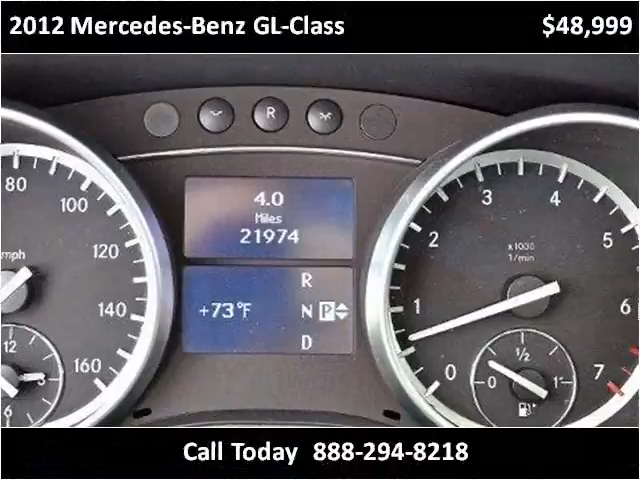 2012 Mercedes-Benz GL-Class $48,999
R
4.0
Miles
21974
+73°F
R
N P
D
80
100
120
140
160
mph
12
3
6
x1000
1/min
0
1
2
3
4
5
6
7
0 1/2 1
Call Today 888-294-8218